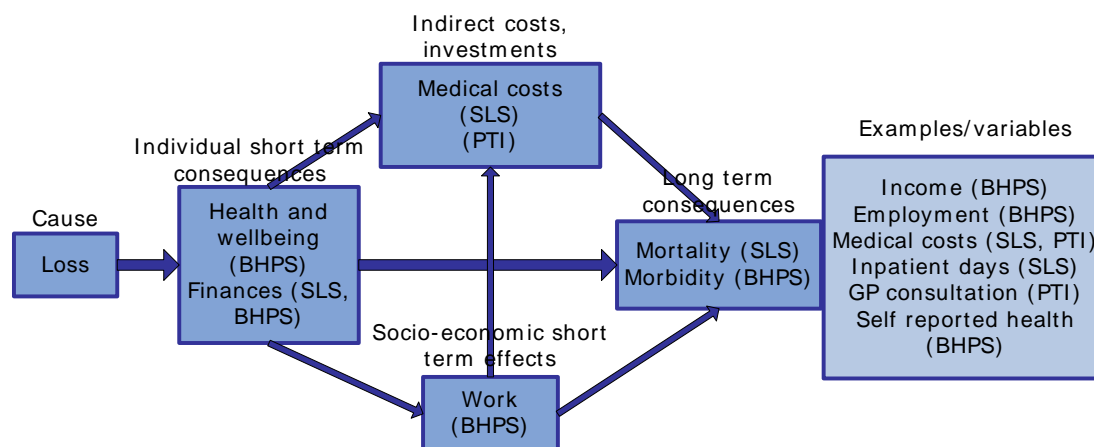 Indirect costs,
investments
Medical costs
(SLS)
(PTI)
Individual short term
consequences
Health and
wellbeing
(BHPS)
Finances (SLS,
BHPS)
Cause
Loss
Socio-economic short
term effects
Work
(BHPS)
Long term
consequences
Mortality (SLS)
Morbidity (BHPS)
Examples/variables
Income (BHPS)
Employment (BHPS)
Medical costs (SLS, PTI)
Inpatient days (SLS)
GP consultation (PTI)
Self reported health
(BHPS)